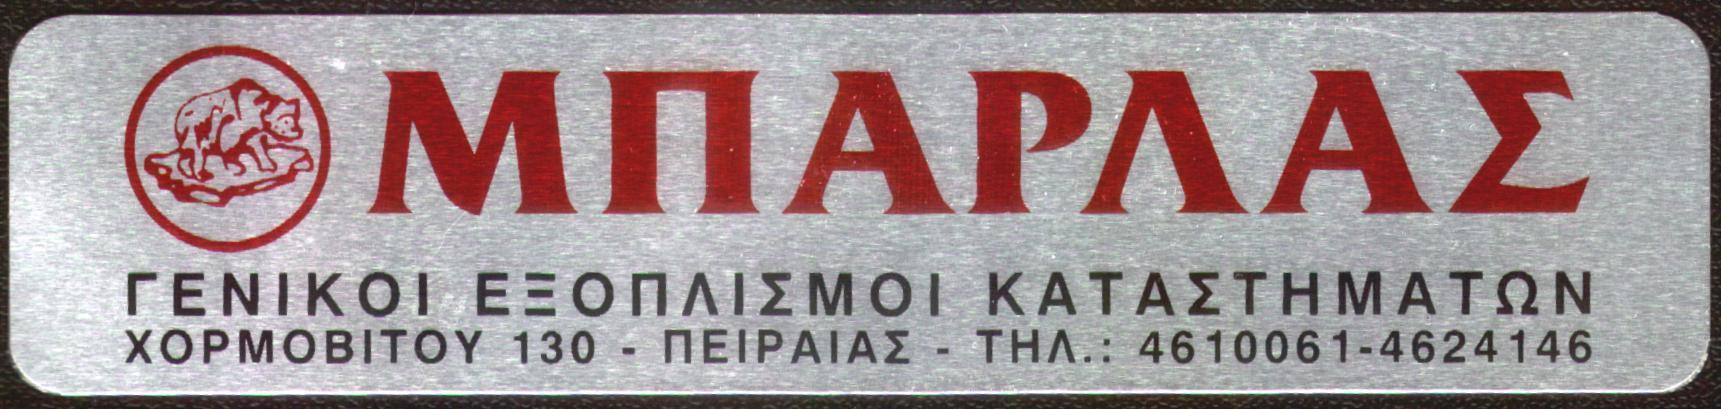 ΜΠΑΡΛΑΣ
ΓΕΝΙΚΟΙ ΕΞΟΠΛΙΣΜΟΙ ΚΑΤΑΣΤΗΜΑΤΩΝ
ΧΟΡΜΟΒΙΤΟΥ 130 - ΠΕΙΡΑΙΑΣ - ΤΗΛ.: 4610061-4624146